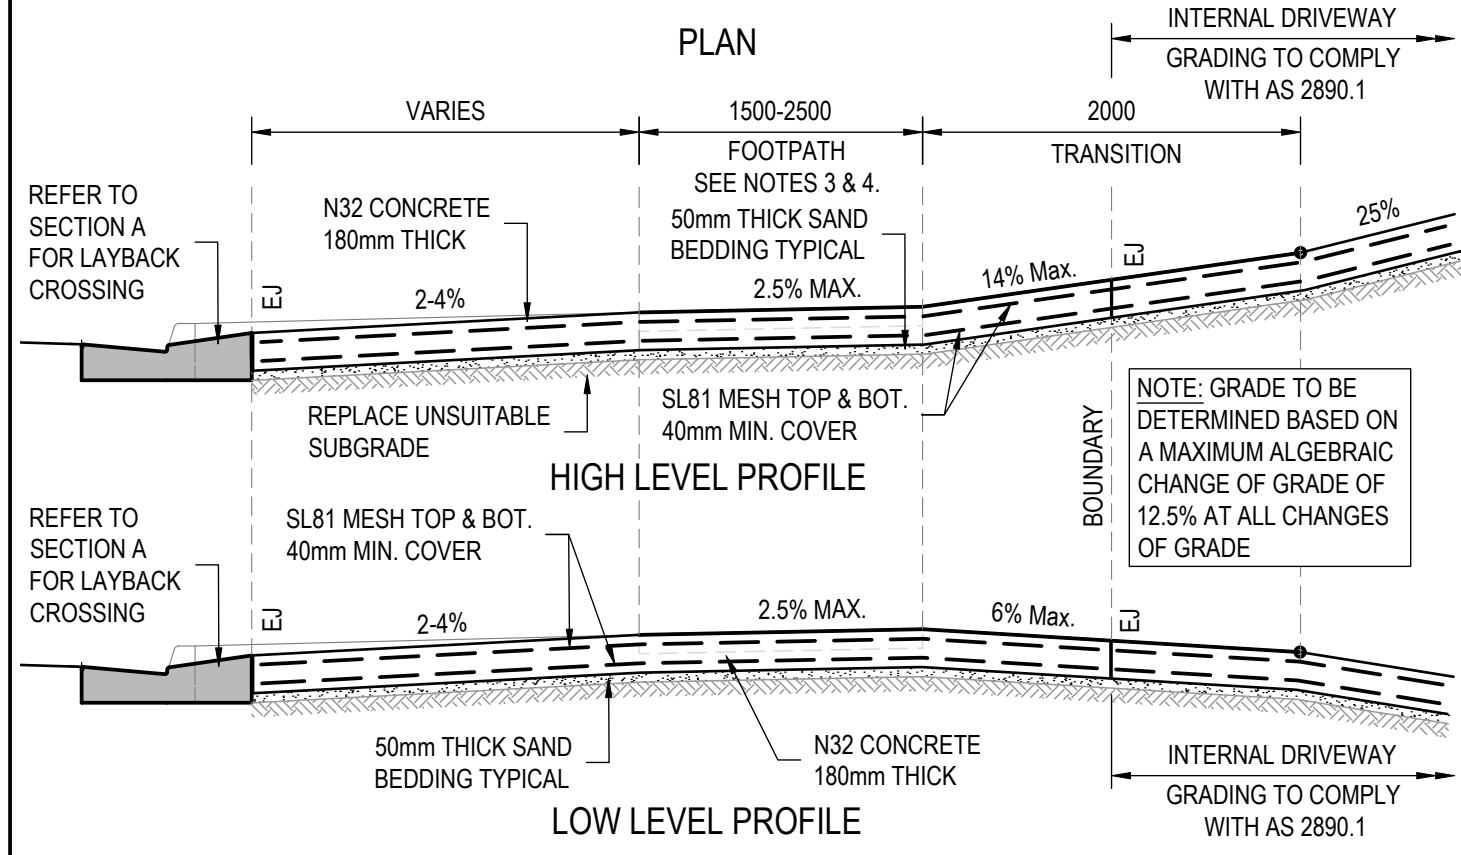 PLAN
INTERNAL DRIVEWAY
GRADING TO COMPLY
WITH AS 2890.1
VARIES
1500-2500
2000
FOOTPATH
SEE NOTES 3 & 4.
TRANSITION
REFER TO
SECTION A
FOR LAYBACK
CROSSING
N32 CONCRETE
180mm THICK
50mm THICK SAND
BEDDING TYPICAL
EJ
2-4%
2.5% MAX.
14% Max.
EJ
25%
REPLACE UNSUITABLE
SUBGRADE
SL81 MESH TOP & BOT.
40mm MIN. COVER
HIGH LEVEL PROFILE
BOUNDARY
NOTE: GRADE TO BE
DETERMINED BASED ON
A MAXIMUM ALGEBRAIC
CHANGE OF GRADE OF
12.5% AT ALL CHANGES
OF GRADE
REFER TO
SECTION A
FOR LAYBACK
CROSSING
SL81 MESH TOP & BOT.
40mm MIN. COVER
EJ
2-4%
2.5% MAX.
6% Max.
EJ
50mm THICK SAND
BEDDING TYPICAL
N32 CONCRETE
180mm THICK
INTERNAL DRIVEWAY
GRADING TO COMPLY
WITH AS 2890.1
LOW LEVEL PROFILE